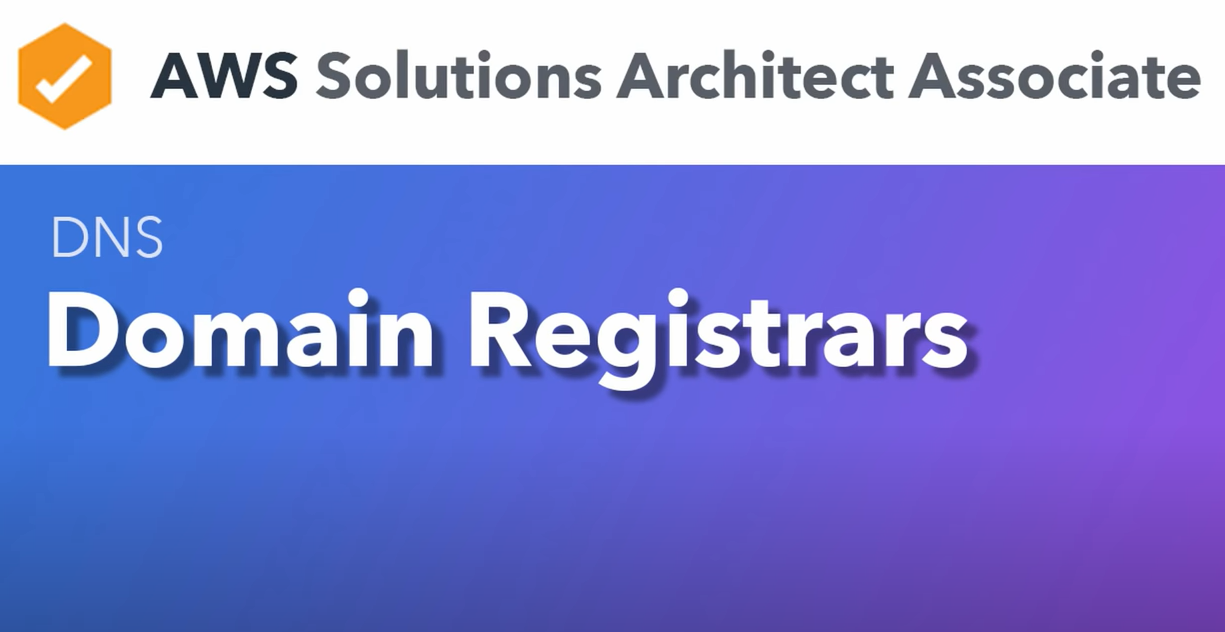 AWS Solutions Architect Associate
DNS
Domain Registrars